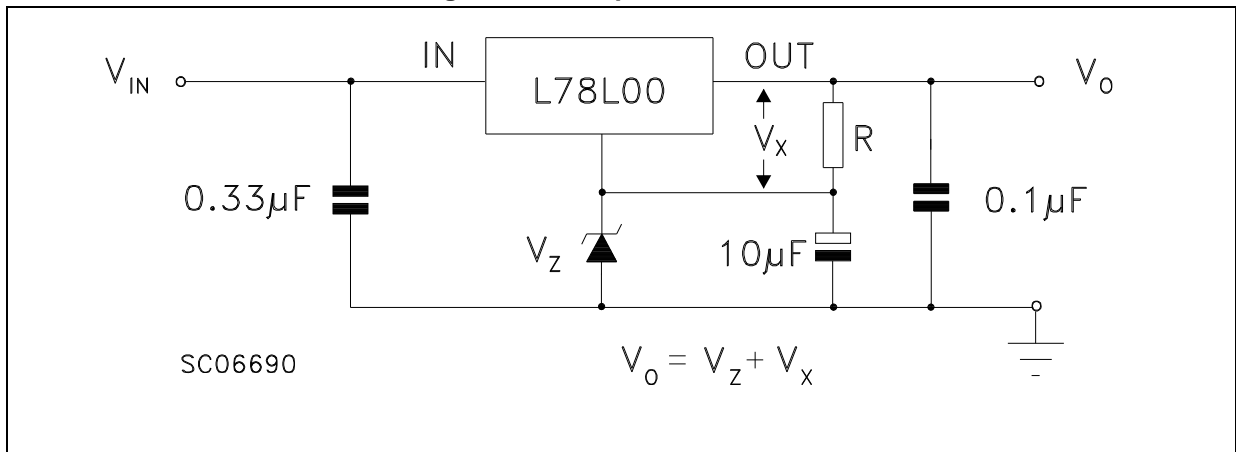 IN
OUT
V_IN
L78L00
V_O
V_X
R
0.33µF
0.1µF
V_Z
10µF
SC06690
V_O = V_Z + V_X